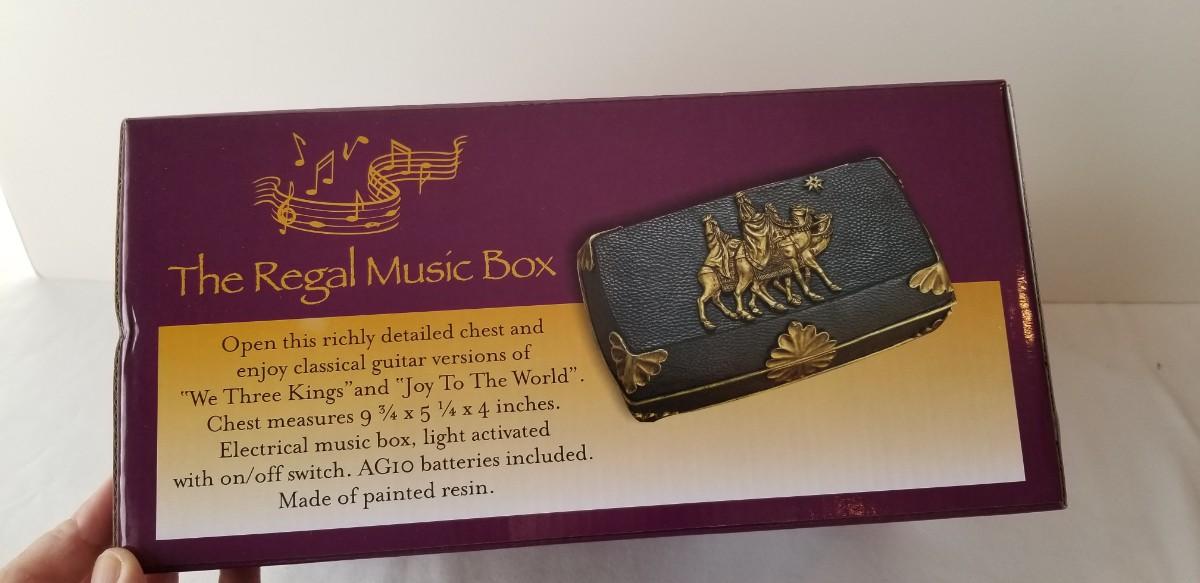 The Regal Music Box
Open this richly detailed chest and
enjoy classical guitar versions of
"We Three Kings"and "Joy To The World".
Chest measures 9 ¾ x 5 ¼ x 4 inches.
Electrical music box, light activated
with on/off switch. AG10 batteries included.
Made of painted resin.